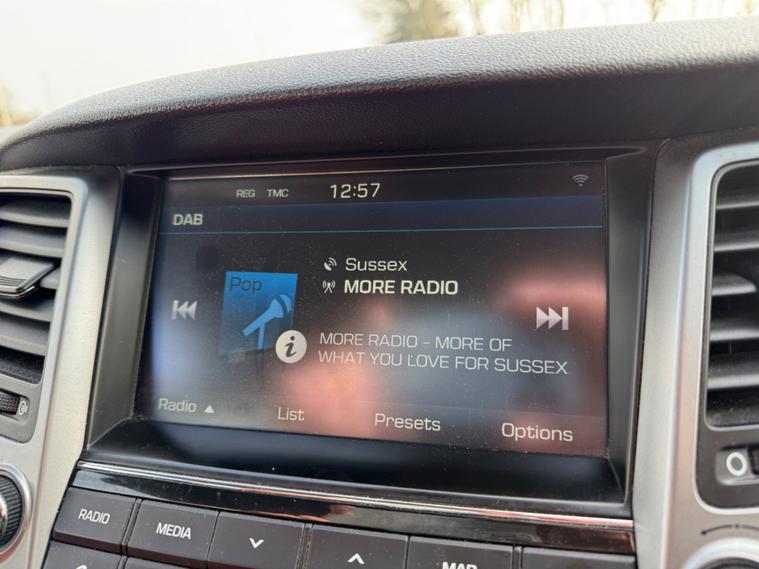 REG TMC 12:57
DAB
Pop
Sussex
MORE RADIO
MORE RADIO - MORE OF
WHAT YOU LOVE FOR SUSSEX
Radio
List
Presets
Options
RADIO
MEDIA
MAP